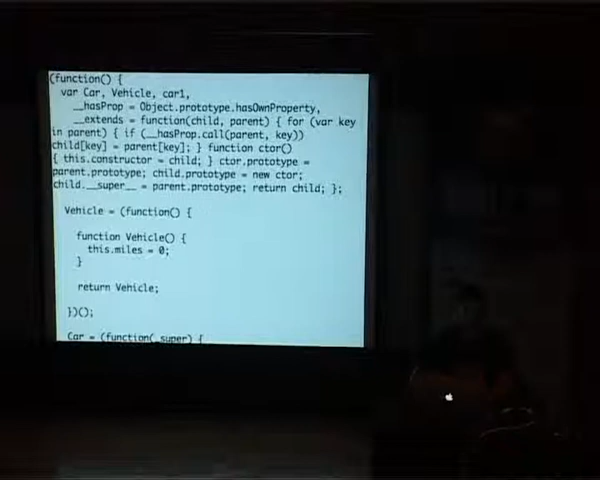 (function() {
var Car, Vehicle, car1,
__hasProp = Object.prototype.hasOwnProperty,
__extends = function(child, parent) { for (var key
in parent) { if (__hasProp.call(parent, key))
child[key] = parent[key]; } function ctor()
{ this.constructor = child; } ctor.prototype =
parent.prototype; child.prototype = new ctor;
child.__super__ = parent.prototype; return child; };
Vehicle = (function() {
function Vehicle() {
this.miles = 0;
}
return Vehicle;
})();
Car = (function(_super) {